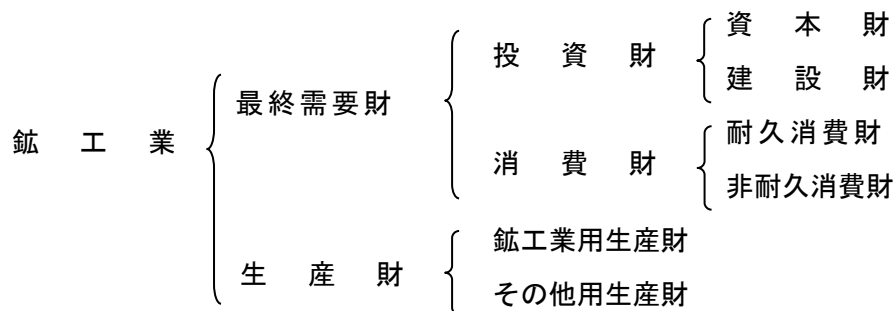 鉱工業
最終需要財
投資財
資本財
建設財
消費財
耐久消費財
非耐久消費財
生産財
鉱工業用生産財
その他用生産財